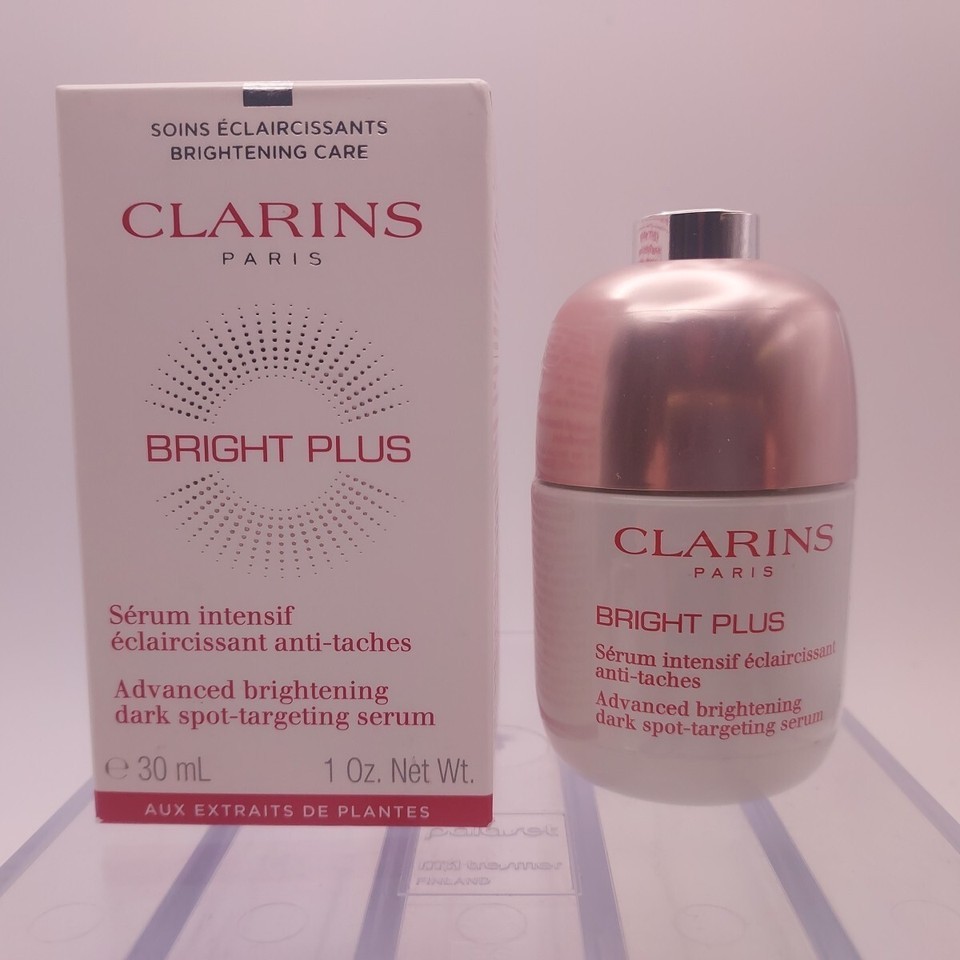 SOINS ÉCLAIRCISSANTS
BRIGHTENING CARE
CLARINS
PARIS
BRIGHT PLUS
Sérum intensif
éclaircissant anti-taches
Advanced brightening
dark spot-targeting serum
℮ 30 mL 1 Oz. Net Wt.
AUX EXTRAITS DE PLANTES
CLARINS
PARIS
BRIGHT PLUS
Sérum intensif éclaircissant
anti-taches
Advanced brightening
dark spot-targeting serum
palaset
FINLAND